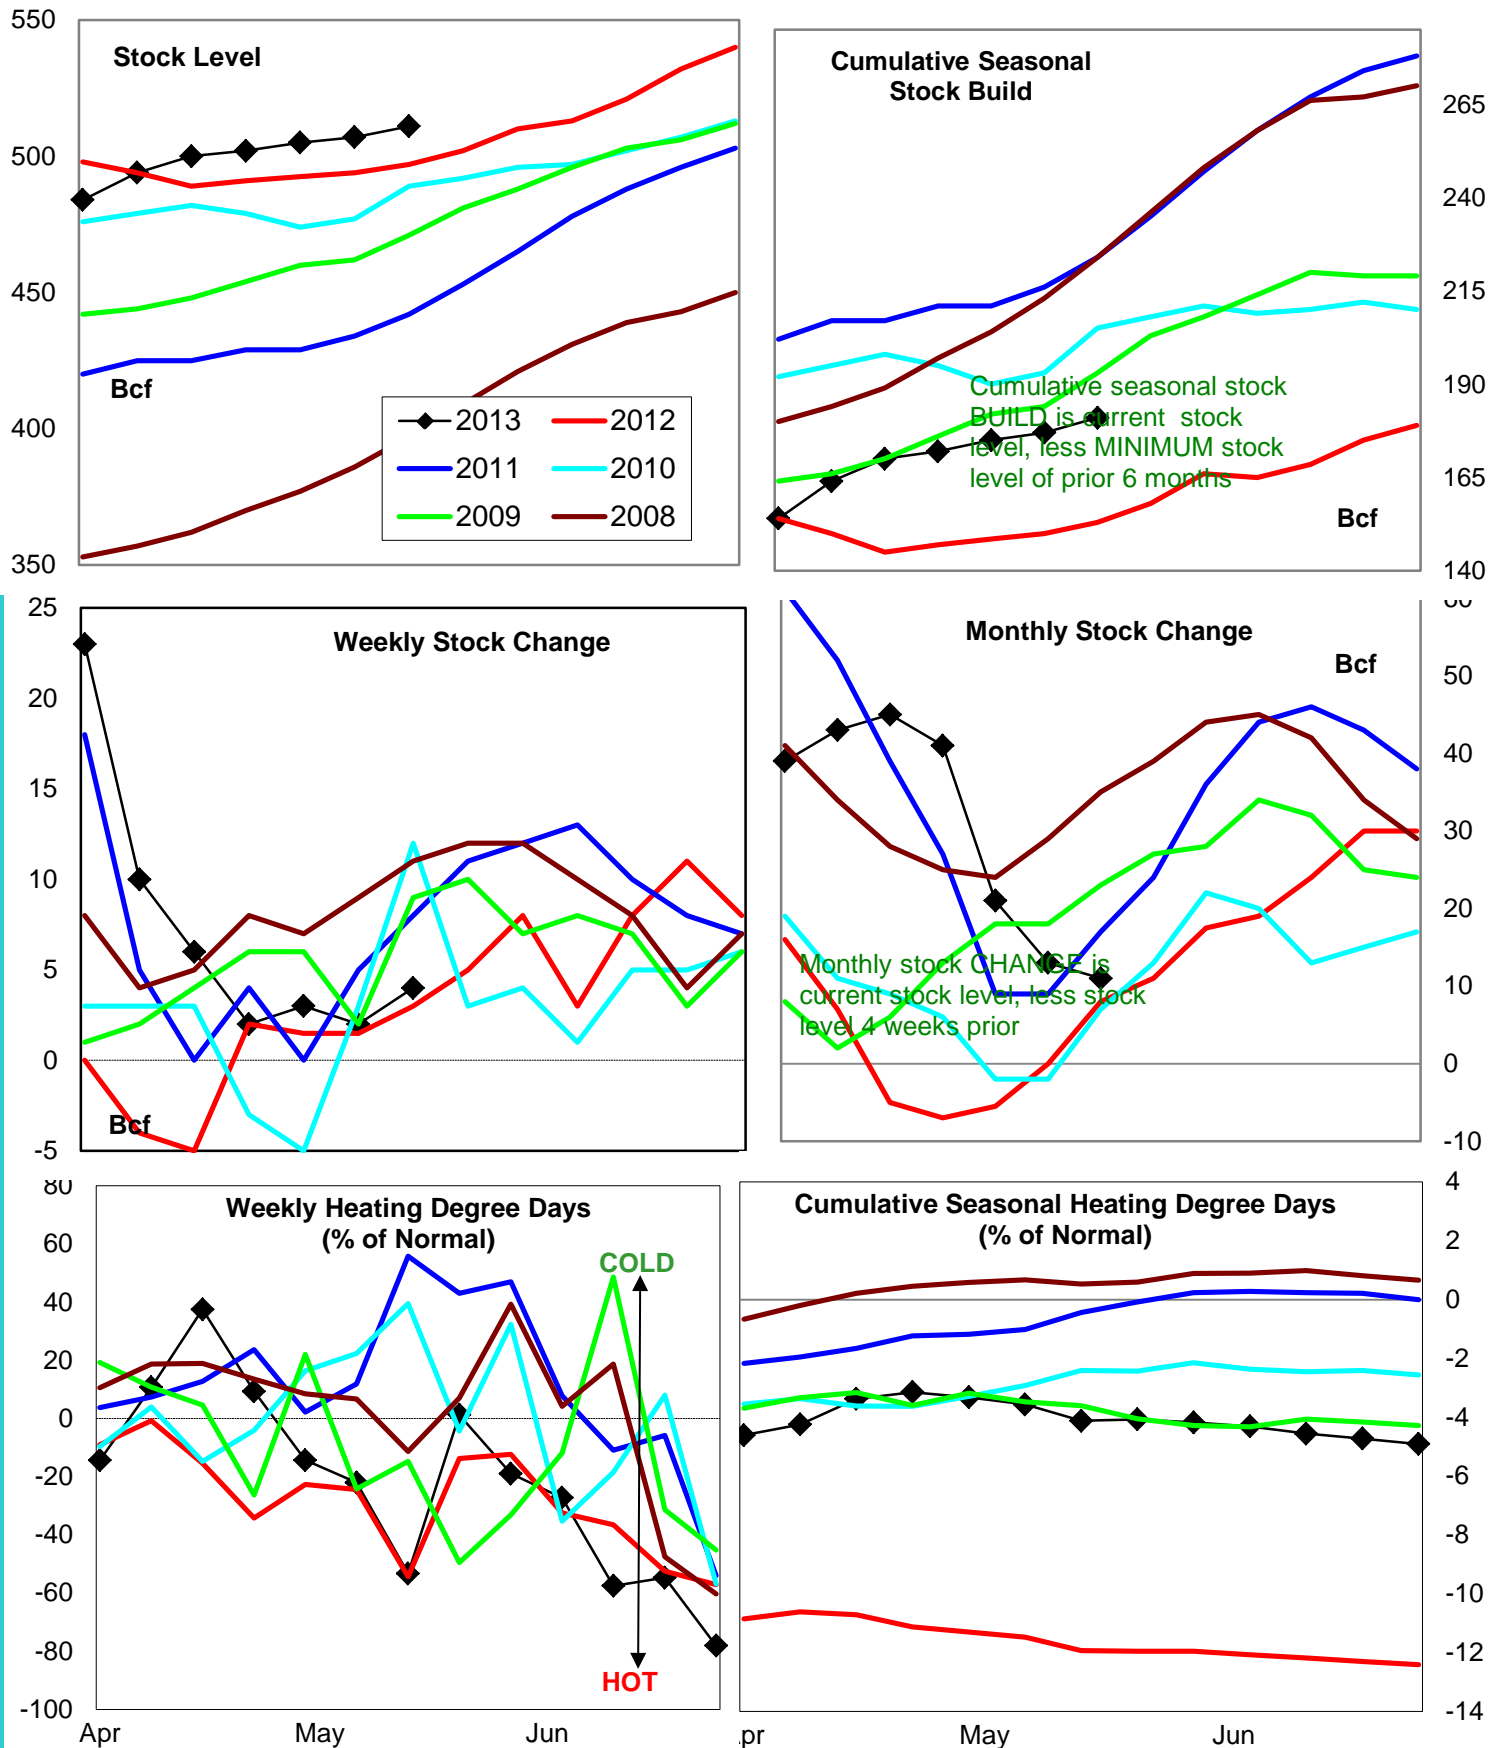 550
500
450
400
350
Stock Level
Bcf
2013
2012
2011
2010
2009
2008
Cumulative Seasonal
Stock Build
265
240
215
190
165
140
Cumulative seasonal stock
BUILD is current stock
level, less MINIMUM stock
level of prior 6 months
Bcf
25
20
15
10
5
0
-5
Weekly Stock Change
Bcf
Monthly Stock Change
Bcf
60
50
40
30
20
10
0
-10
Monthly stock CHANGE is
current stock level, less stock
level 4 weeks prior
80
60
40
20
0
-20
-40
-60
-80
-100
Weekly Heating Degree Days
(% of Normal)
COLD
HOT
Apr May Jun
Cumulative Seasonal Heating Degree Days
(% of Normal)
4
2
0
-2
-4
-6
-8
-10
-12
-14
pr May Jun